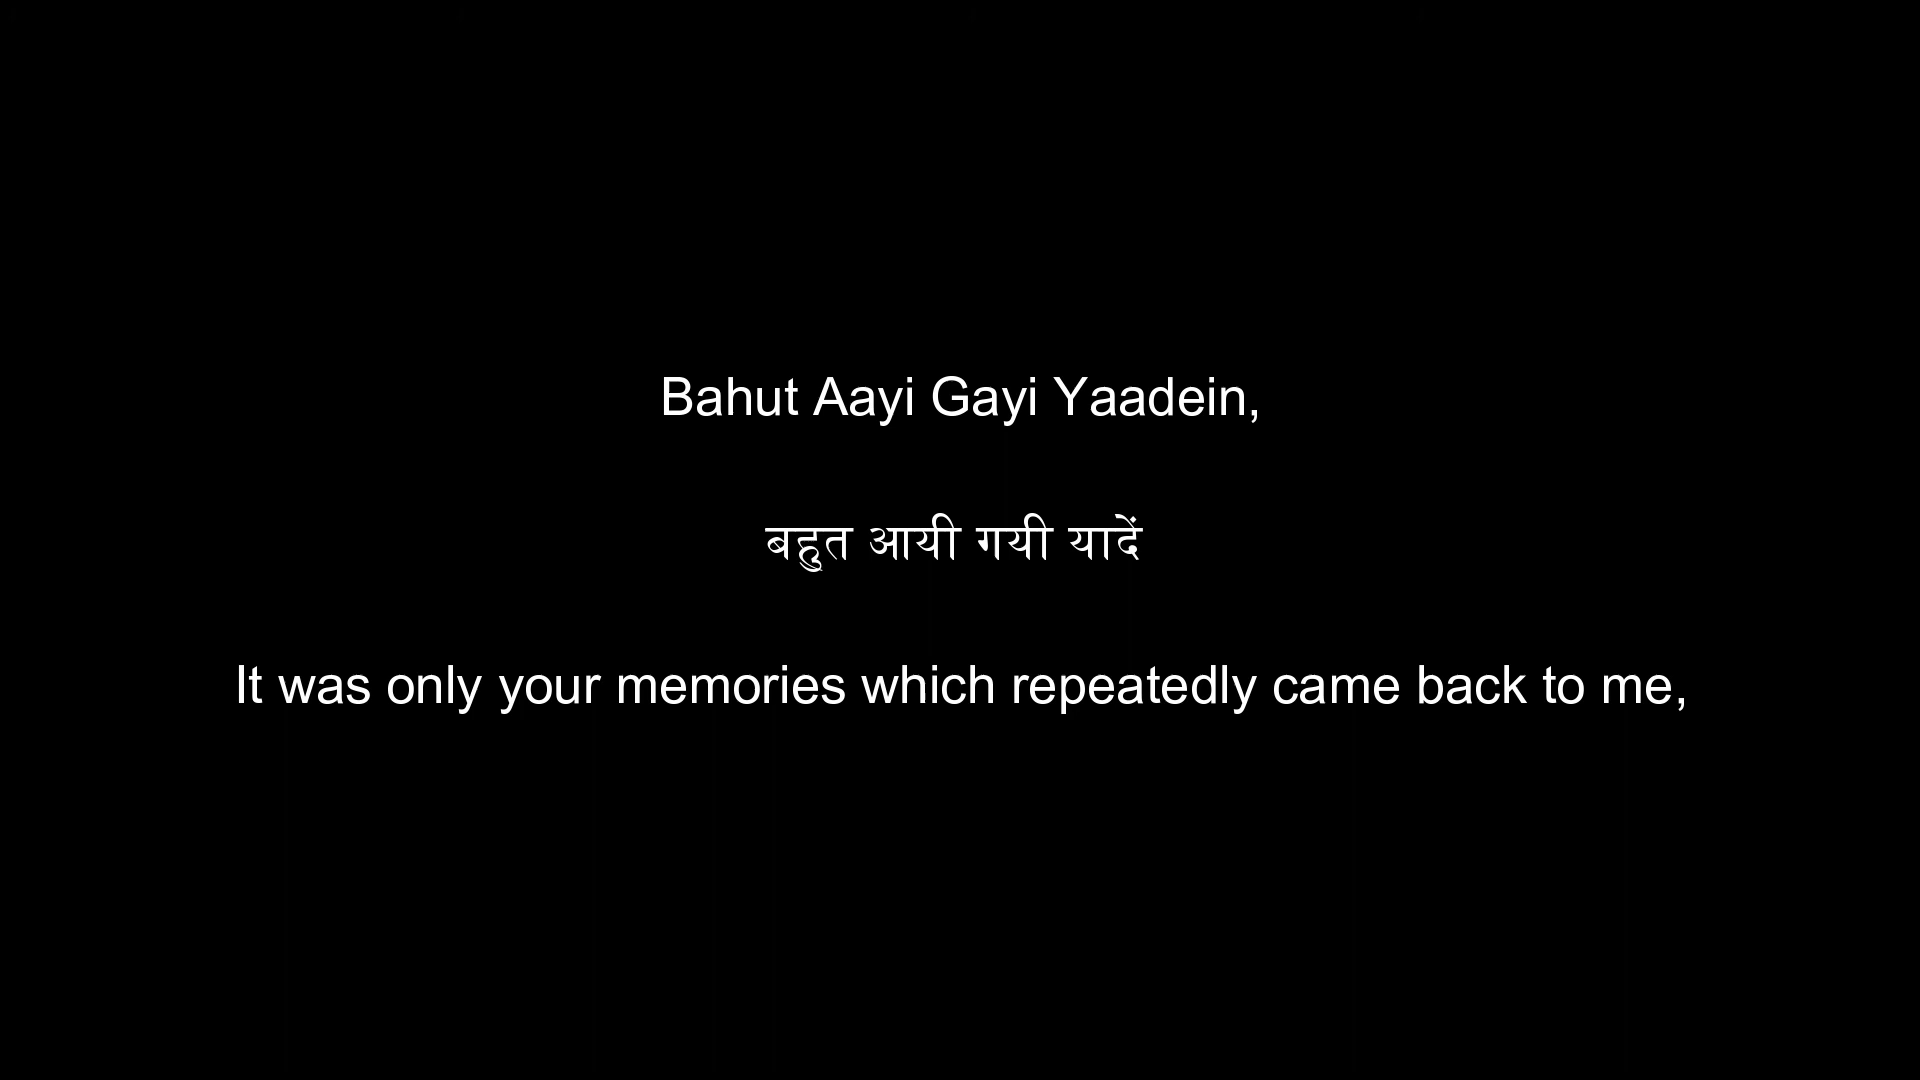 Bahut Aayi Gayi Yaadein,
बहुत आयी गयी यादें
It was only your memories which repeatedly came back to me,